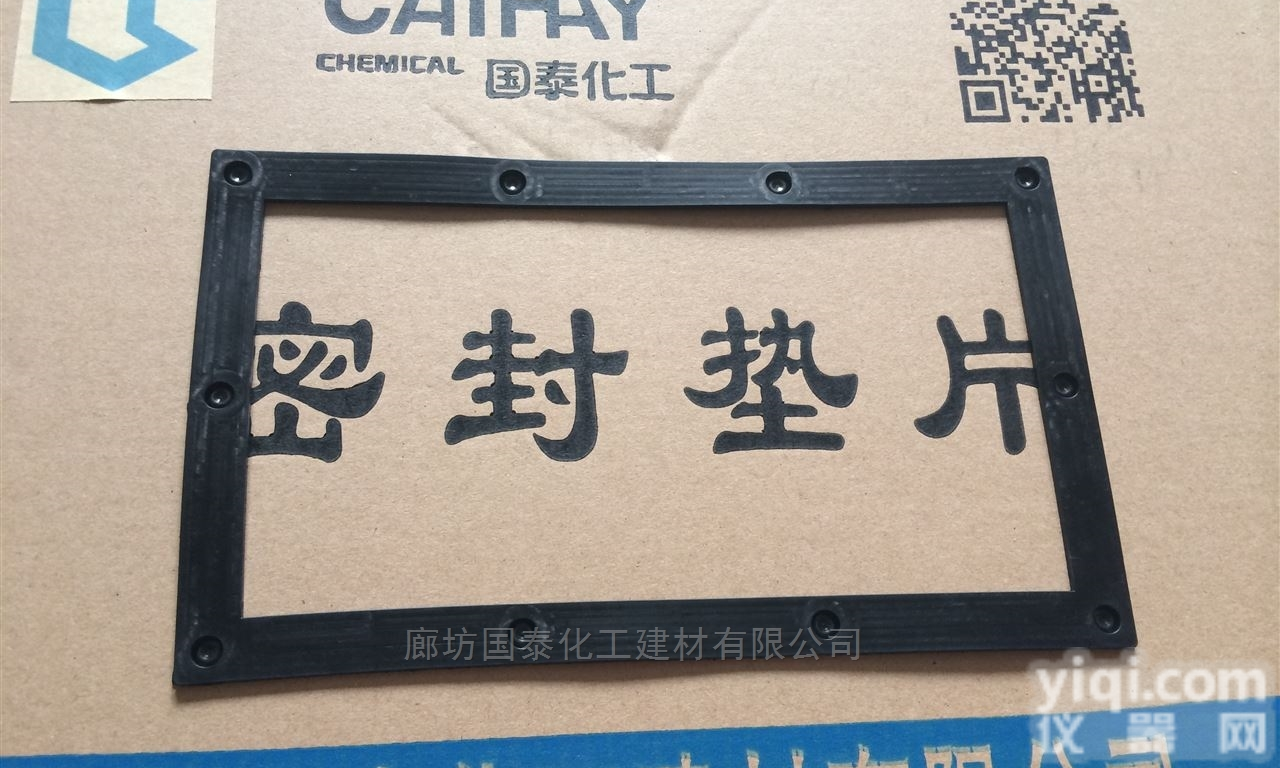 CATHAY
CHEMICAL 国泰化工
密封垫片
廊坊国泰化工建材有限公司
yiqi.com
仪器网